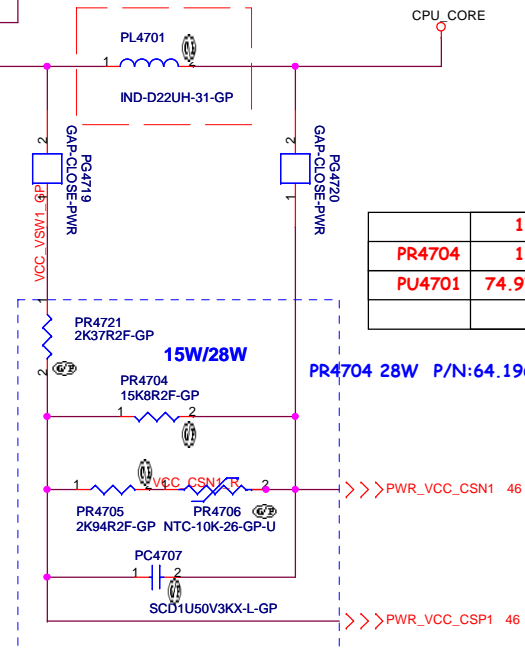 CPU_CORE
PL4701
1
2
IND-D22UH-31-GP
2
PG4719
GAP-CLOSE-PWR
VCC_VSW1_GP
2
PG4720
GAP-CLOSE-PWR
1
1
PR4704 1
PU4701 74.9
1
PR4721
2K37R2F-GP
2
15W/28W
PR4704 28W P/N:64.196
PR4704
15K8R2F-GP
1 2
1
VCC_CSN1_R
2
PWR_VCC_CSN1 46
PR4705
2K94R2F-GP
PR4706
NTC-10K-26-GP-U
PC4707
1 2
SCD1U50V3KX-L-GP
PWR_VCC_CSP1 46